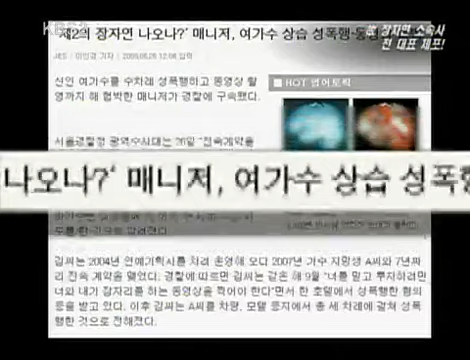 故 장자연 소속사
전 대표 체포!
'제2의 장자연 나오나?' 매니저, 여가수 상습 성폭행·동영
신인 여가수를 수차례 성폭행하고 동영상 촬
영까지 해 협박한 매니저가 경찰에 구속됐다.
HOT 영어토픽
서울경찰청 광역수사대는 26일 "전속계약을
나오나?' 매니저, 여가수 상습 성폭행
김씨는 2004년 연예기획사를 차려 운영해 오다 2007년 가수 지망생 A씨와 7년짜
리 전속 계약을 맺었다. 경찰에 따르면 김씨는 같은 해 9월 "너를 믿고 투자하려면
너와 내가 잠자리를 하는 동영상을 찍어야 한다"면서 한 호텔에서 성폭행한 혐의
등을 받고 있다. 이후 김씨는 A씨를 차량, 모텔 등지에서 총 세 차례에 걸쳐 성폭
행한 것으로 전해졌다.